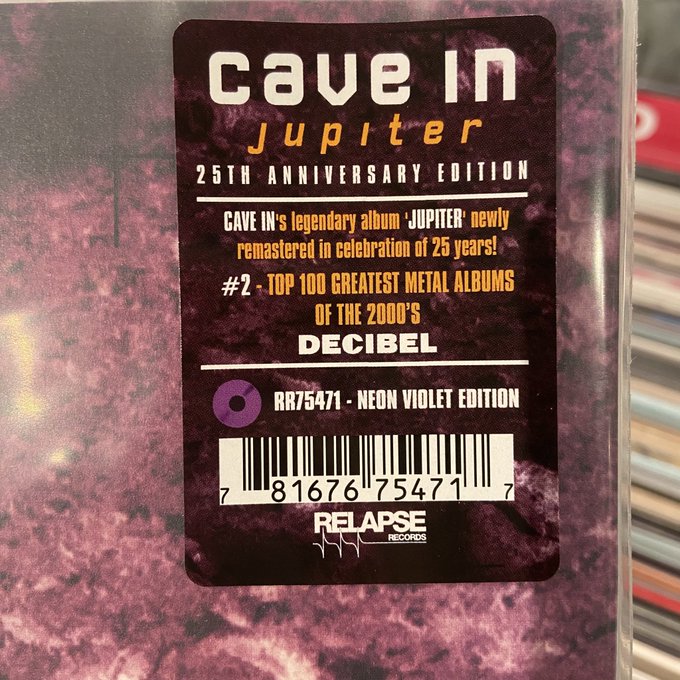 cave in
jupiter
25TH ANNIVERSARY EDITION
CAVE IN's legendary album 'JUPITER' newly
remastered in celebration of 25 years!
#2 - TOP 100 GREATEST METAL ALBUMS
OF THE 2000'S
DECIBEL
RR75471 - NEON VIOLET EDITION
7 81676 75471 7
RELAPSE
RECORDS